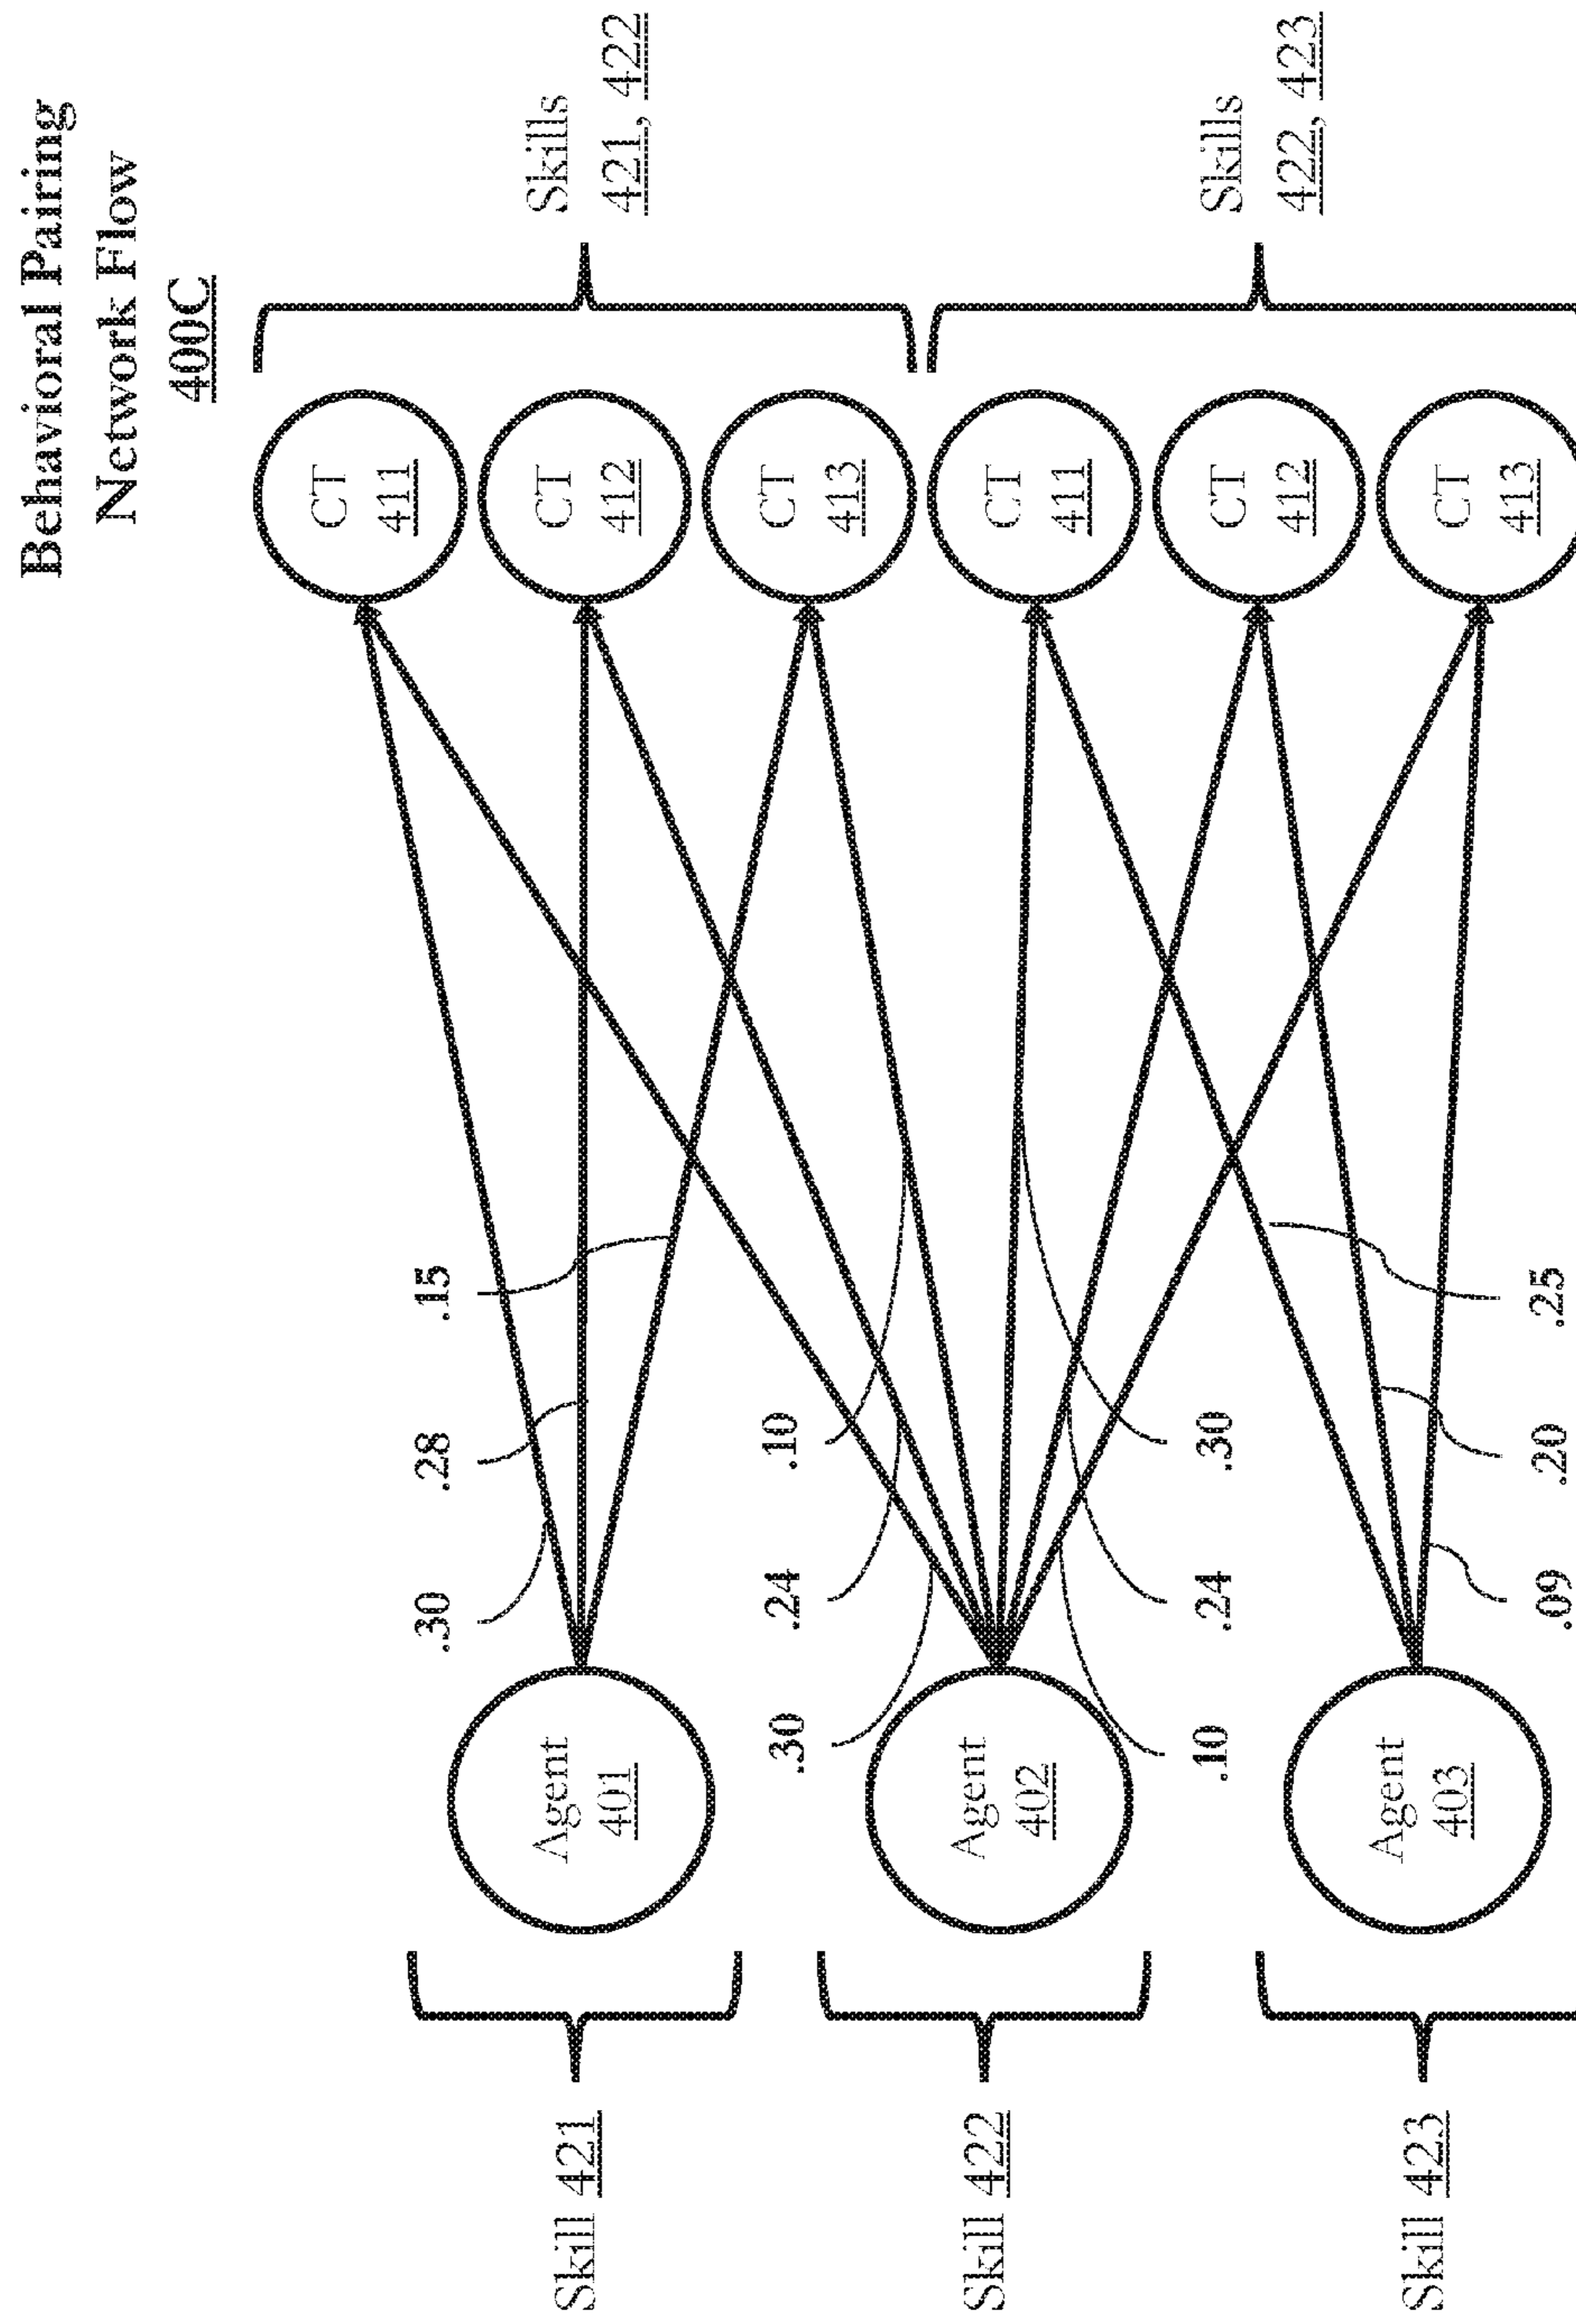 Behavioral Pairing
Network Flow
400C
Skill 421
Skill 422
Skill 423
Agent
401
Agent
402
Agent
403
.30
.28
.15
.30
.24
.10
.10
.24
.30
.09
.20
.25
CT
411
CT
412
CT
413
CT
411
CT
412
CT
413
Skills
421, 422
Skills
422, 423